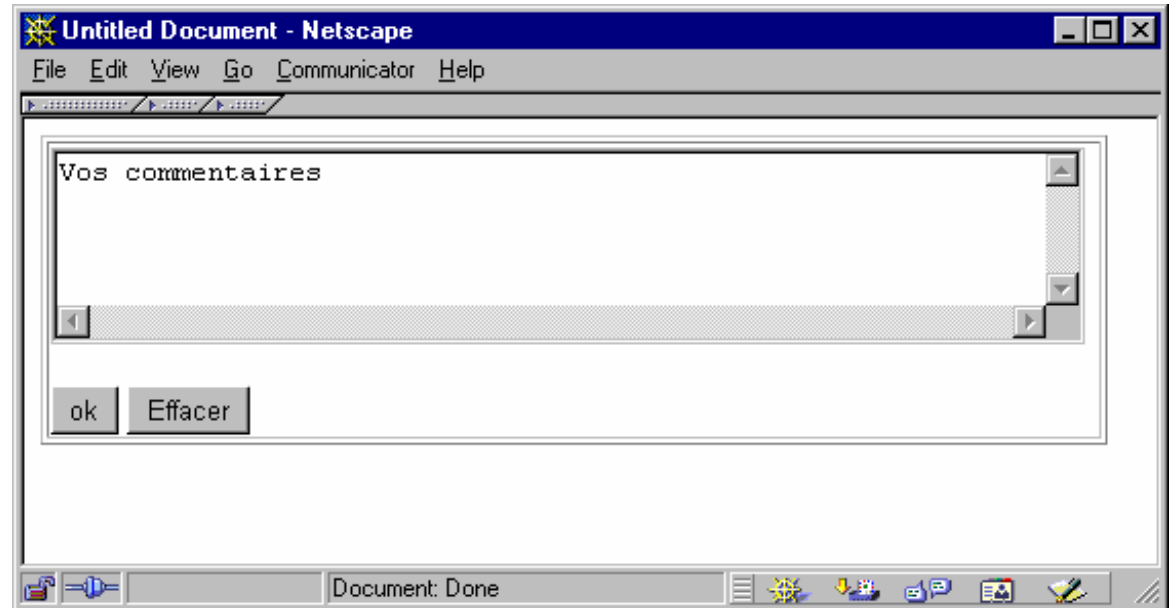 Untitled Document - Netscape
File Edit View Go Communicator Help
Vos commentaires
ok Effacer
Document: Done